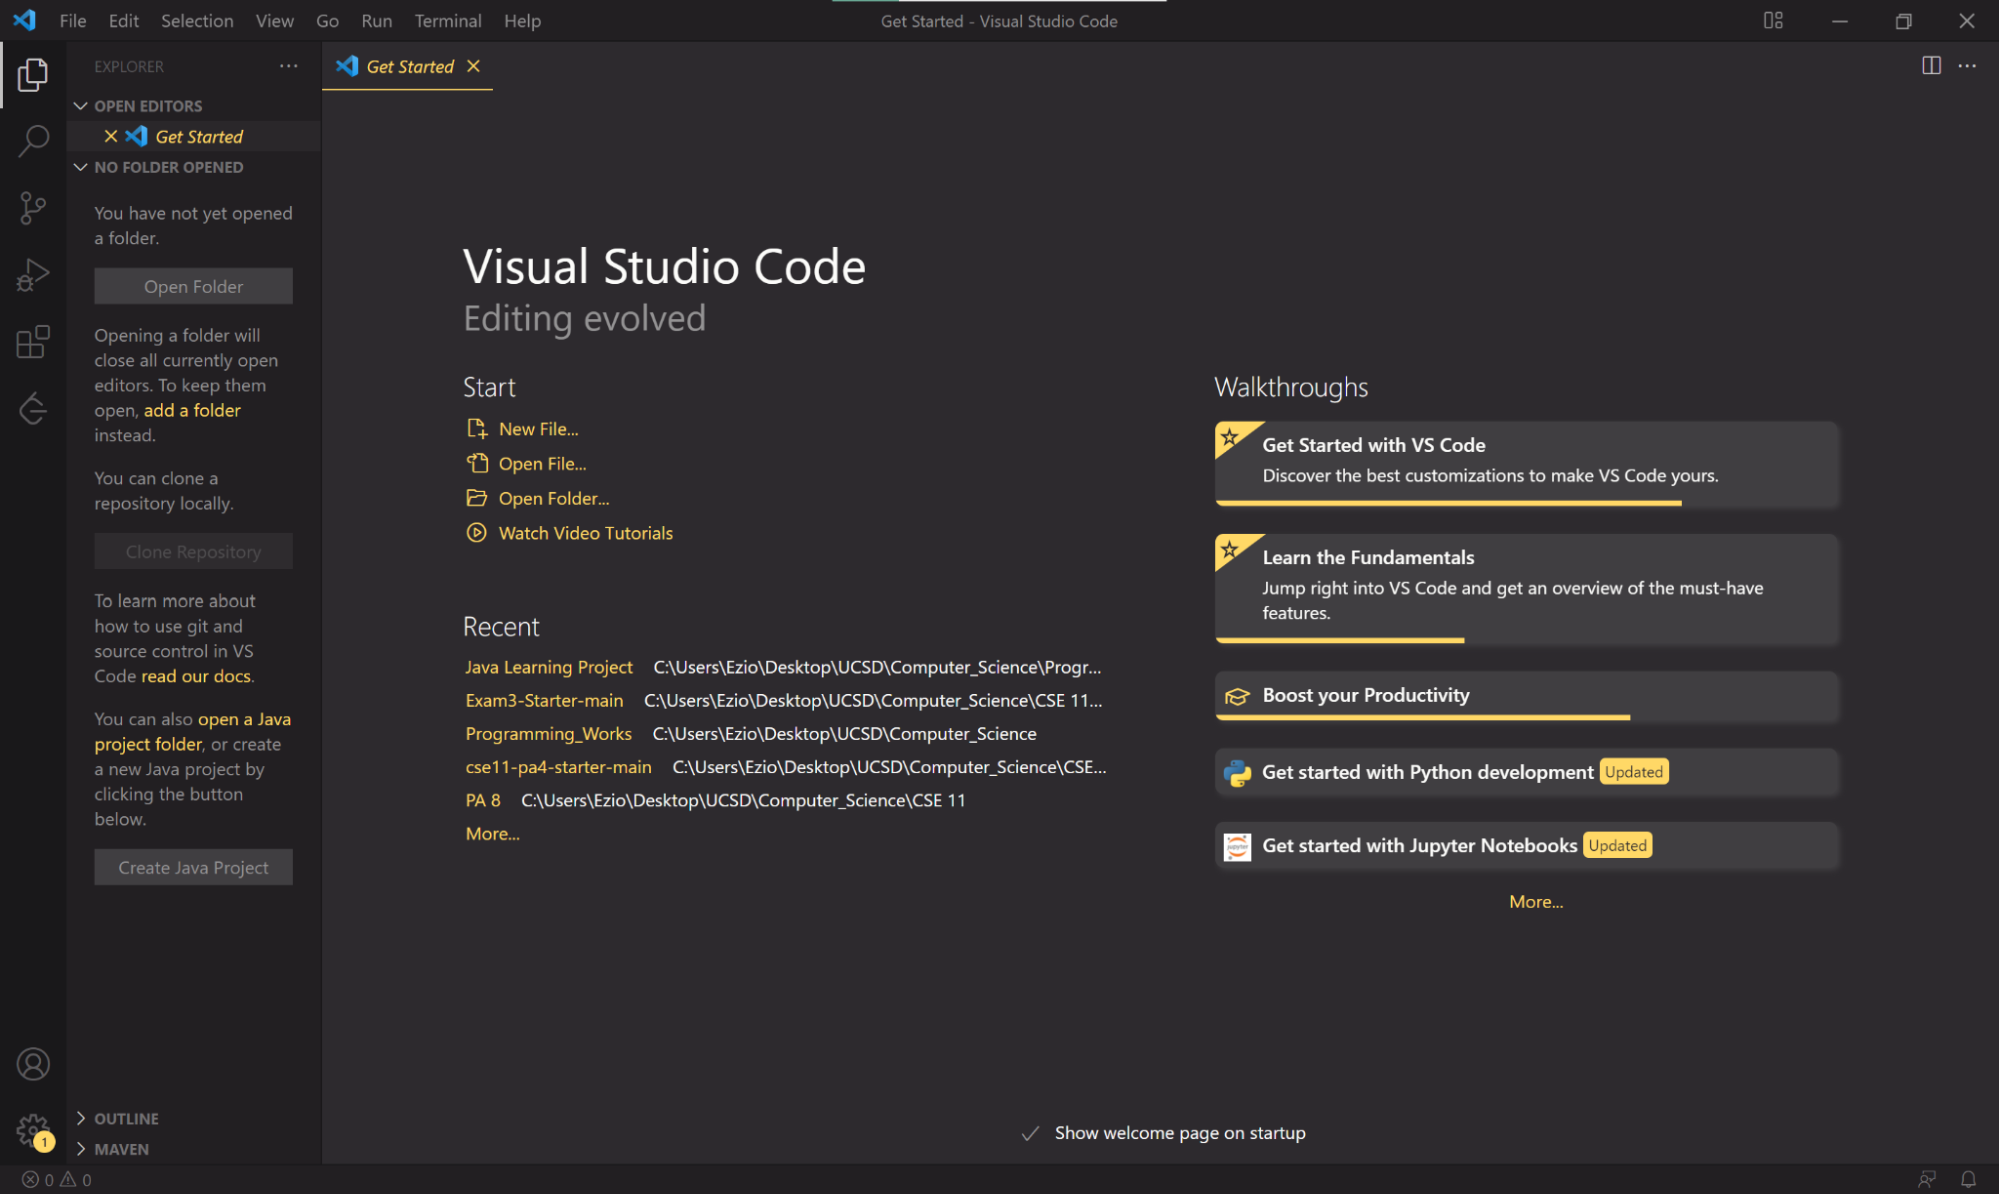 File Edit Selection View Go Run Terminal Help
Get Started - Visual Studio Code
EXPLORER
OPEN EDITORS
Get Started
NO FOLDER OPENED
You have not yet opened
a folder.
Open Folder
Opening a folder will
close all currently open
editors. To keep them
open, add a folder
instead.
You can clone a
repository locally.
Clone Repository
To learn more about
how to use git and
source control in VS
Code read our docs.
You can also open a Java
project folder, or create
a new Java project by
clicking the button
below.
Create Java Project
OUTLINE
MAVEN
1
0 0
Get Started
Visual Studio Code
Editing evolved
Start
New File...
Open File...
Open Folder...
Watch Video Tutorials
Recent
Java Learning Project C:\Users\Ezio\Desktop\UCSD\Computer_Science\Progr...
Exam3-Starter-main C:\Users\Ezio\Desktop\UCSD\Computer_Science\CSE 11...
Programming_Works C:\Users\Ezio\Desktop\UCSD\Computer_Science
cse11-pa4-starter-main C:\Users\Ezio\Desktop\UCSD\Computer_Science\CSE...
PA 8 C:\Users\Ezio\Desktop\UCSD\Computer_Science\CSE 11
More...
Walkthroughs
Get Started with VS Code
Discover the best customizations to make VS Code yours.
Learn the Fundamentals
Jump right into VS Code and get an overview of the must-have
features.
Boost your Productivity
Get started with Python development Updated
jupyter
Get started with Jupyter Notebooks Updated
More...
Show welcome page on startup